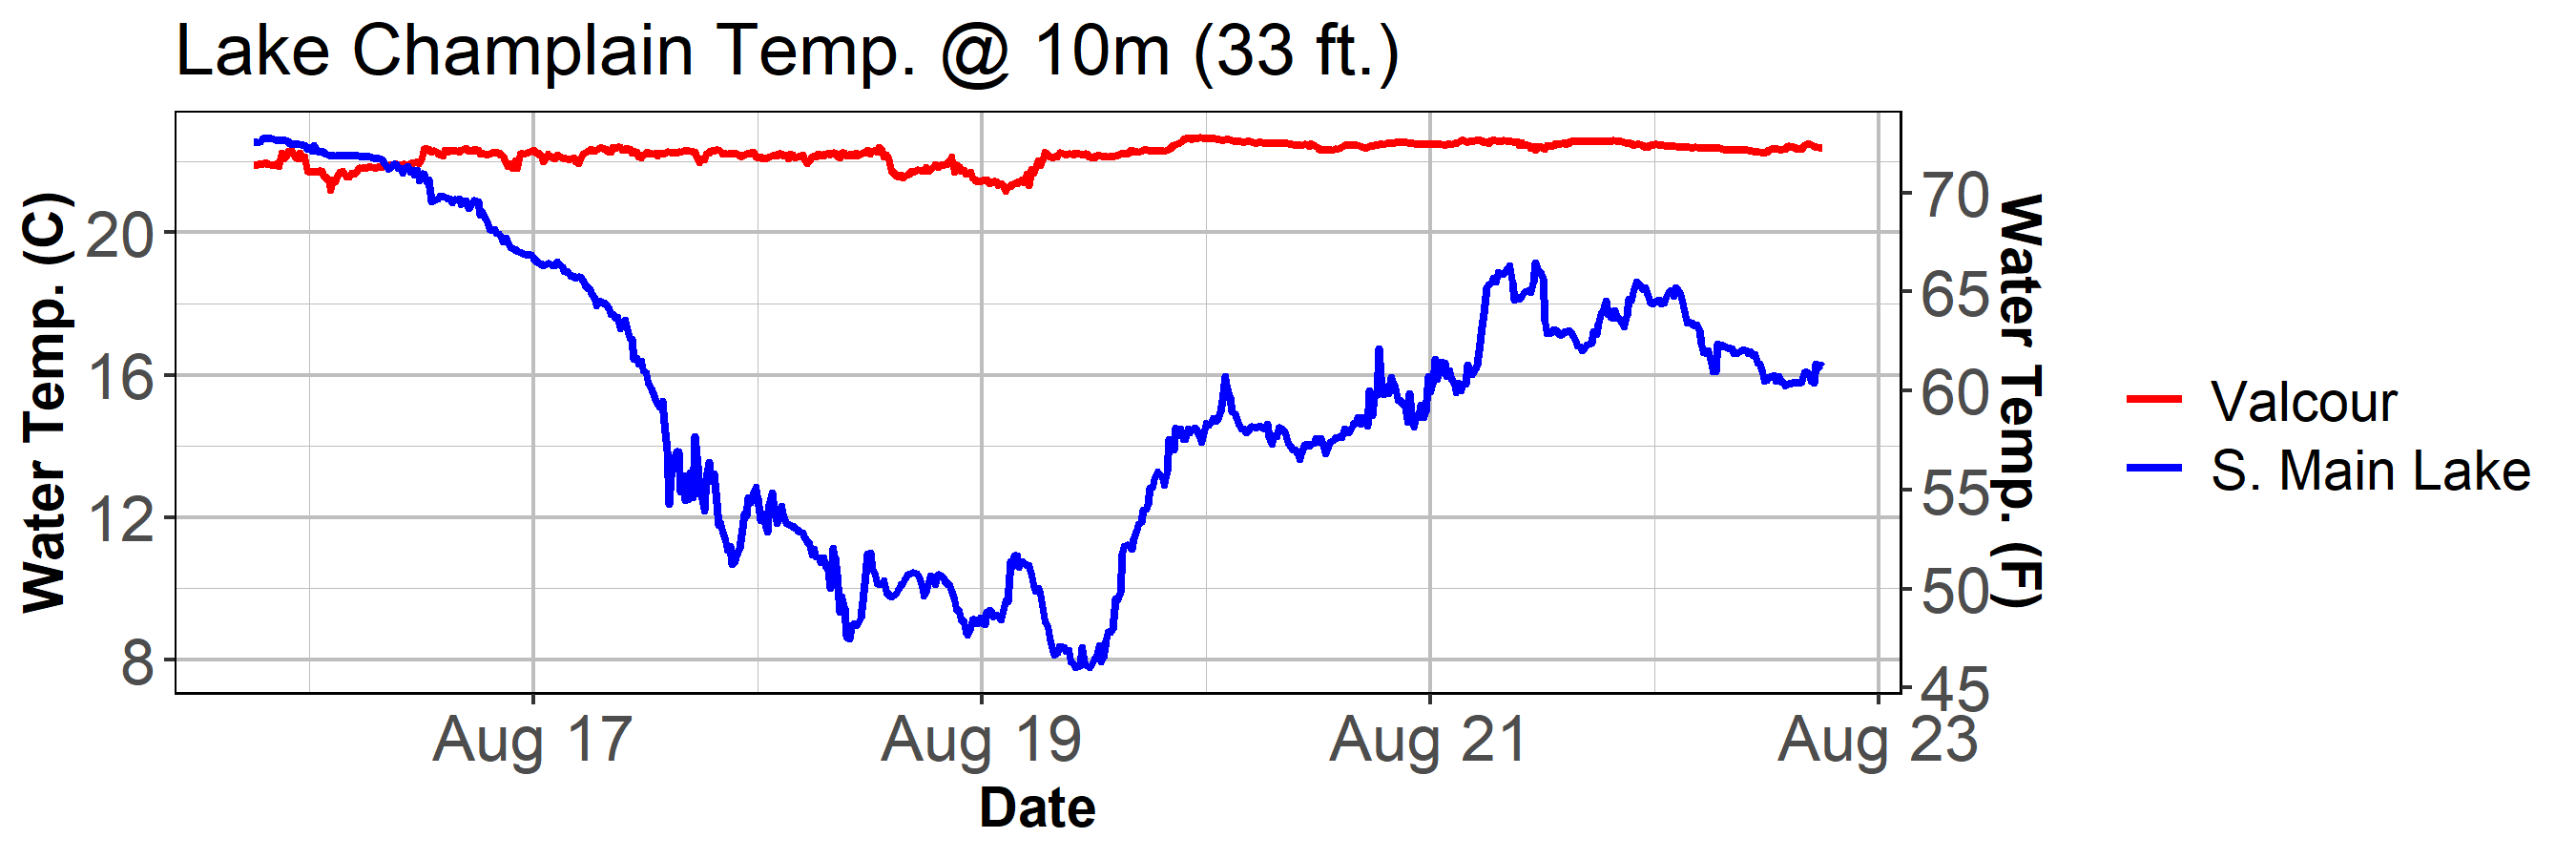 Lake Champlain Temp. @ 10m (33 ft.)
Water Temp. (C)
20
16
12
8
70
65
60
55
50
45
Water Temp. (F)
Aug 17
Aug 19
Aug 21
Aug 23
Date
Valcour
S. Main Lake